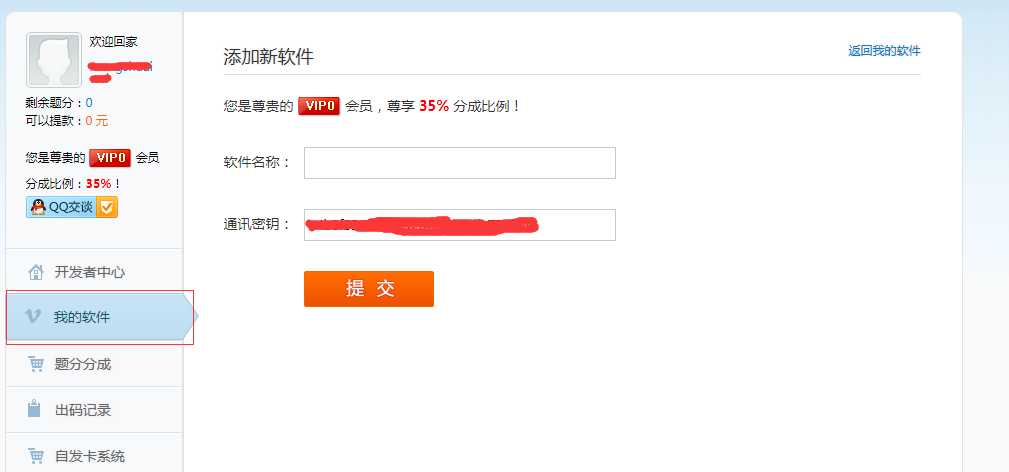 欢迎回家
剩余题分：0
可以提款：0 元
您是尊贵的 VIP0 会员
分成比例：35%！
QQ交谈
开发者中心
我的软件
题分分成
出码记录
自发卡系统
添加新软件
返回我的软件
您是尊贵的 VIP0 会员，尊享 35% 分成比例！
软件名称：
通讯密钥：
提 交